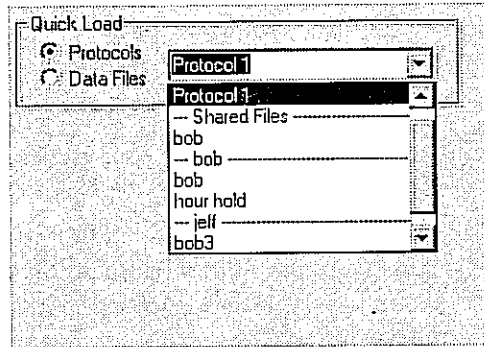 Quick Load
Protocols
Data Files
Protocol 1
Protocol 1
-- Shared Files
bob
-- bob
bob
hour hold
-- jeff
bob3